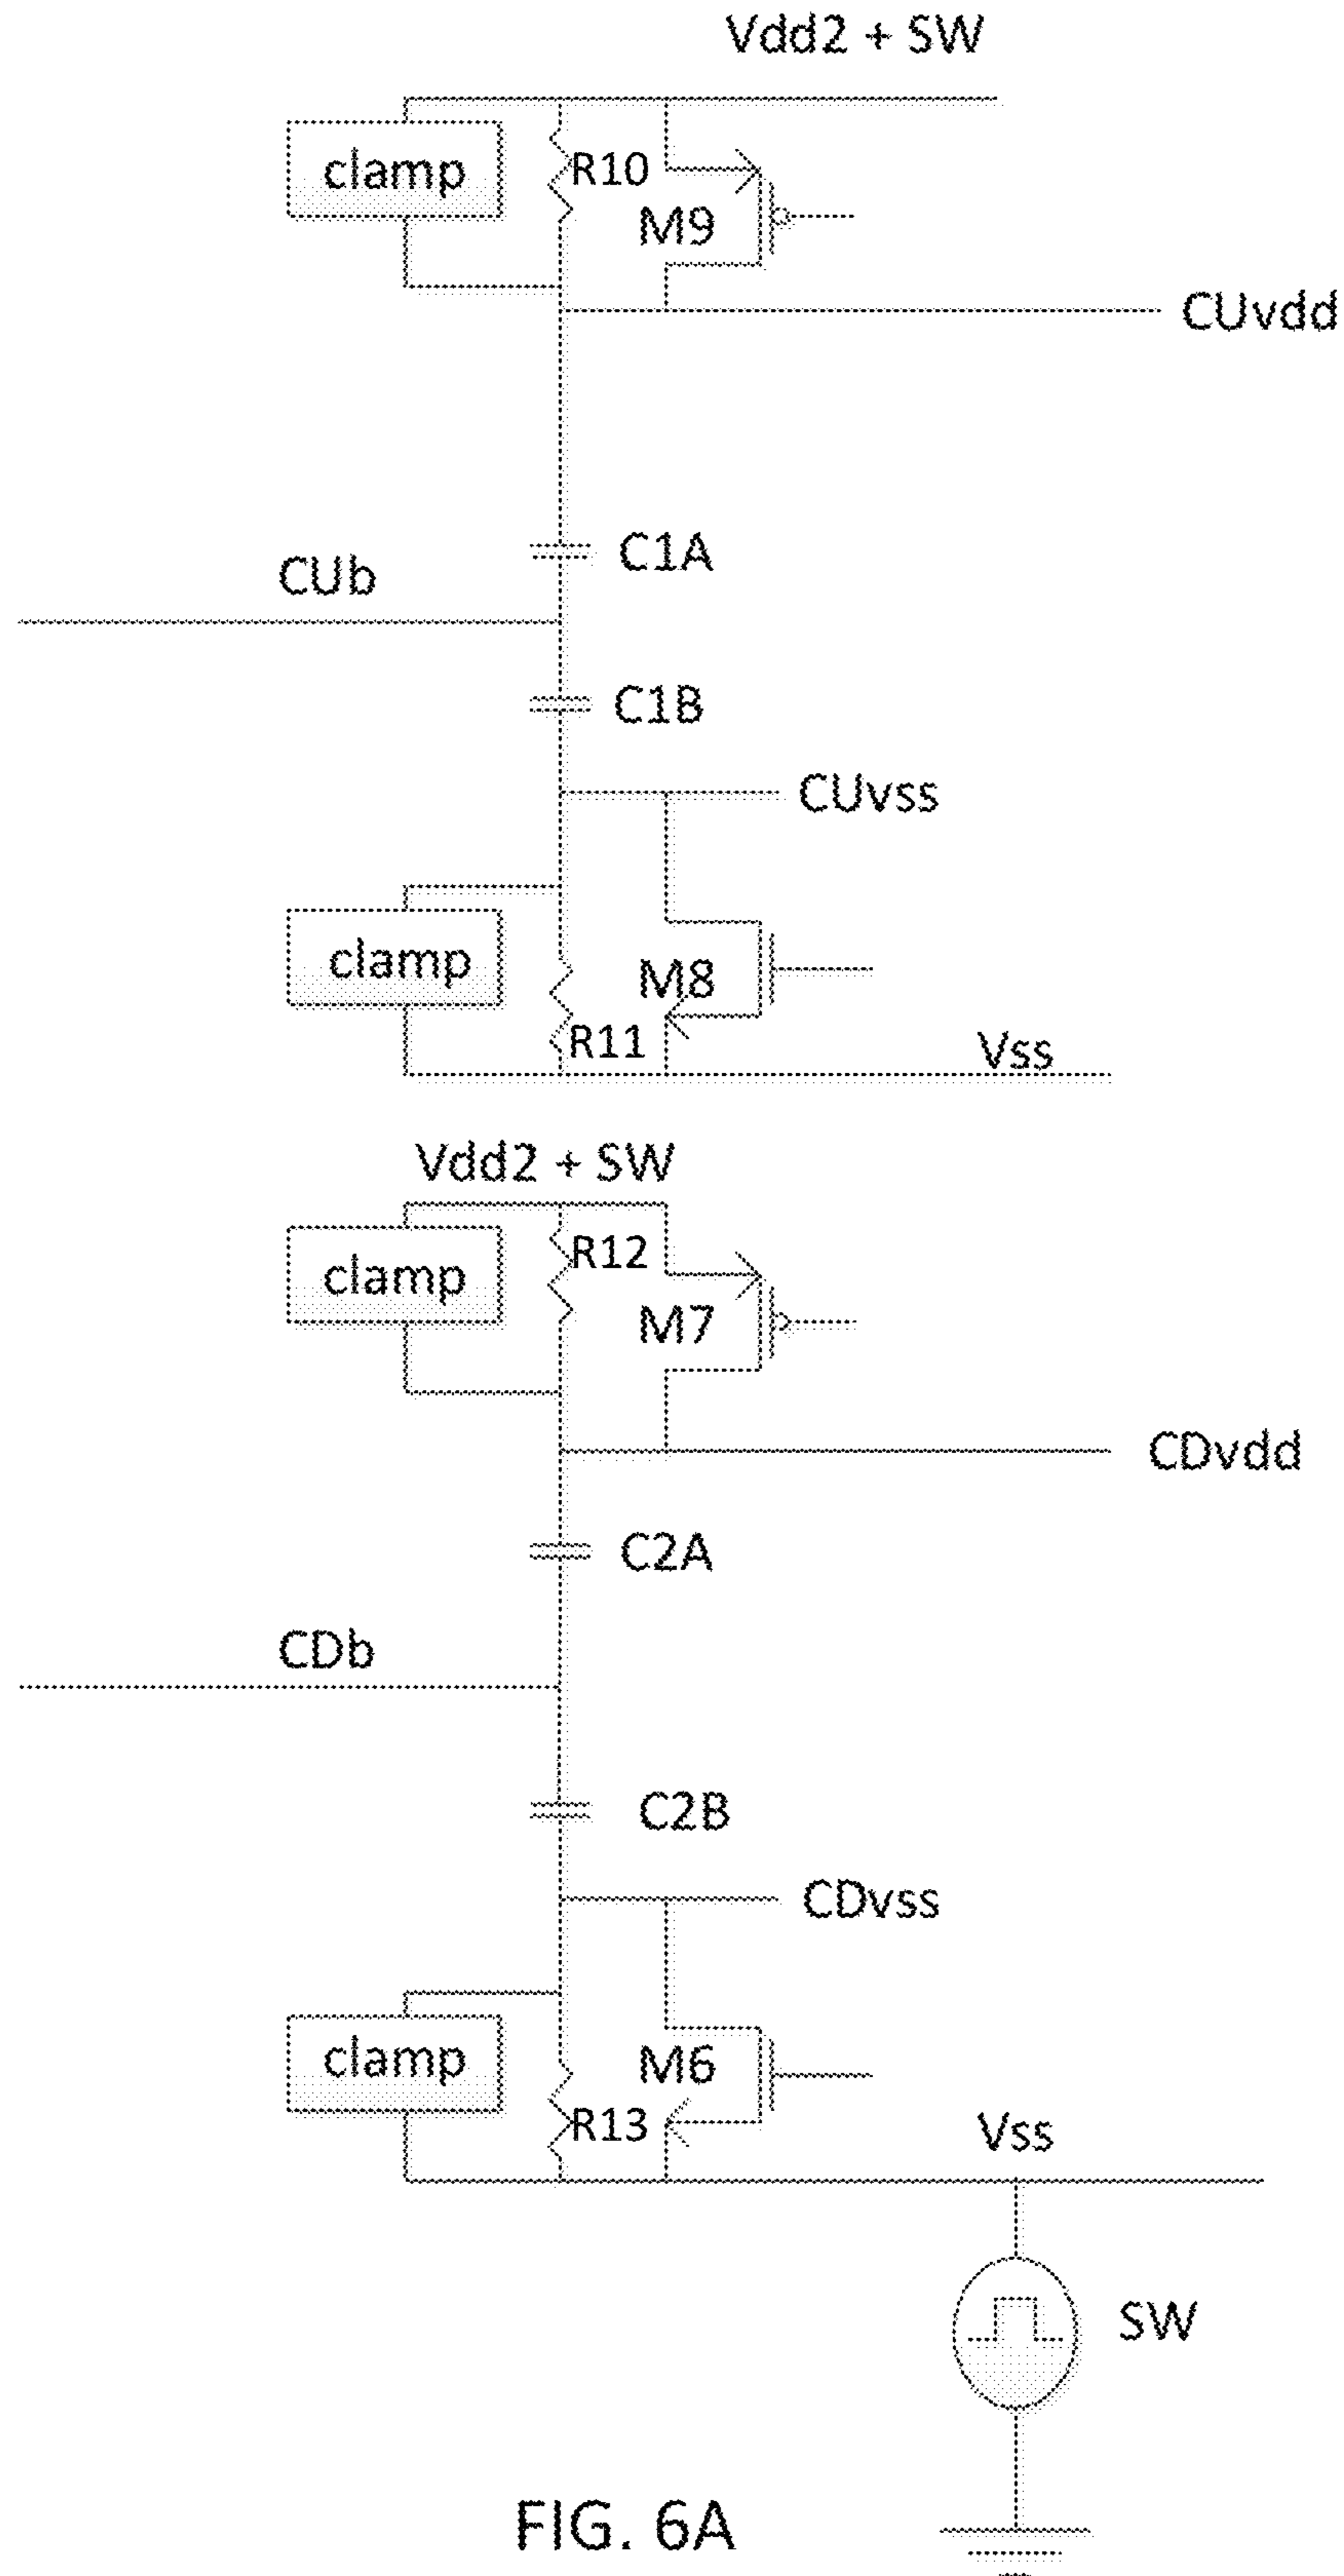 Vdd2 + SW
clamp
R10
M9
CUvdd
C1A
CUb
C1B
CUvss
clamp
M8
R11
Vss
Vdd2 + SW
clamp
R12
M7
CDvdd
C2A
CDb
C2B
CDvss
clamp
M6
R13
Vss
SW
FIG. 6A